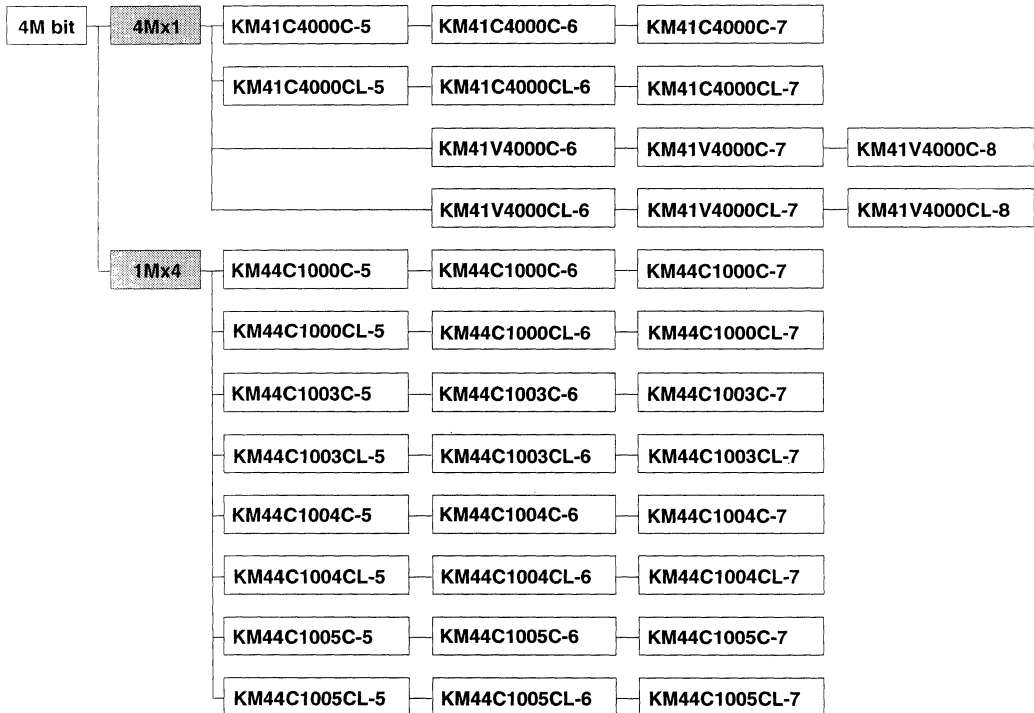 4M bit 4Mx1 KM41C4000C-5 KM41C4000C-6 KM41C4000C-7
KM41C4000CL-5 KM41C4000CL-6 KM41C4000CL-7
KM41V4000C-6 KM41V4000C-7 KM41V4000C-8
KM41V4000CL-6 KM41V4000CL-7 KM41V4000CL-8
1Mx4 KM44C1000C-5 KM44C1000C-6 KM44C1000C-7
KM44C1000CL-5 KM44C1000CL-6 KM44C1000CL-7
KM44C1003C-5 KM44C1003C-6 KM44C1003C-7
KM44C1003CL-5 KM44C1003CL-6 KM44C1003CL-7
KM44C1004C-5 KM44C1004C-6 KM44C1004C-7
KM44C1004CL-5 KM44C1004CL-6 KM44C1004CL-7
KM44C1005C-5 KM44C1005C-6 KM44C1005C-7
KM44C1005CL-5 KM44C1005CL-6 KM44C1005CL-7